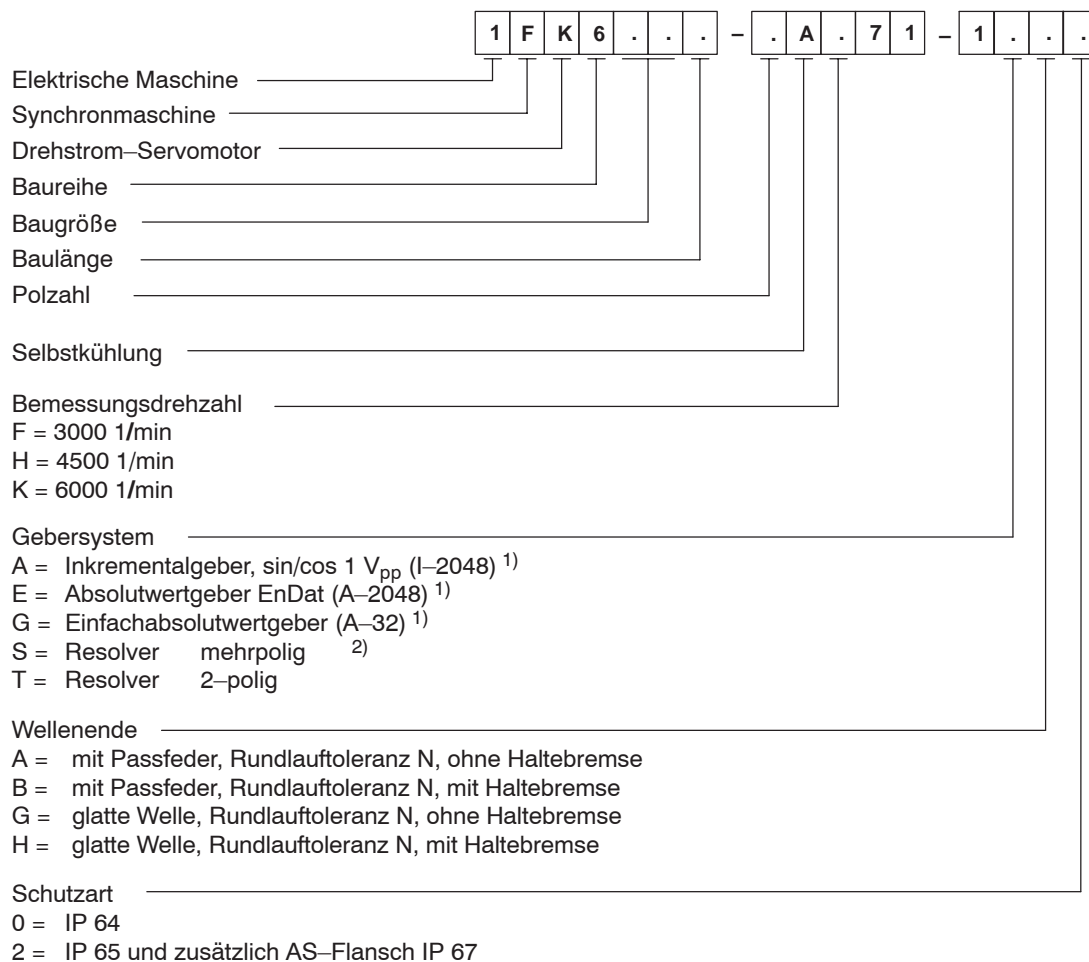 1 F K 6 . . . – . A . 7 1 – 1 . . .
Elektrische Maschine
Synchronmaschine
Drehstrom–Servomotor
Baureihe
Baugröße
Baulänge
Polzahl
Selbstkühlung
Bemessungsdrehzahl
F = 3000 1/min
H = 4500 1/min
K = 6000 1/min
Gebersystem
A = Inkrementalgeber, sin/cos 1 Vpp (I–2048) 1)
E = Absolutwertgeber EnDat (A–2048) 1)
G = Einfachabsolutwertgeber (A–32) 1)
S = Resolver mehrpolig 2)
T = Resolver 2–polig
Wellenende
A = mit Passfeder, Rundlauftoleranz N, ohne Haltebremse
B = mit Passfeder, Rundlauftoleranz N, mit Haltebremse
G = glatte Welle, Rundlauftoleranz N, ohne Haltebremse
H = glatte Welle, Rundlauftoleranz N, mit Haltebremse
Schutzart
0 = IP 64
2 = IP 65 und zusätzlich AS–Flansch IP 67